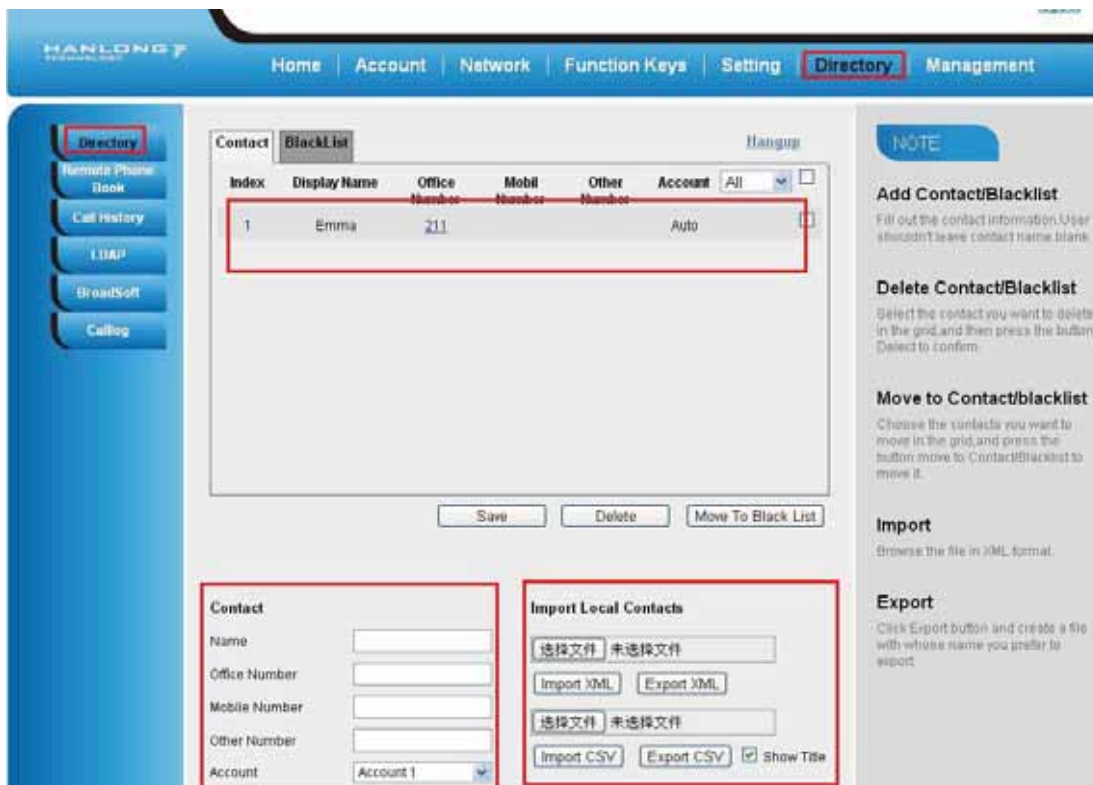 HANLONG
TECHNOLOGY
Home | Account | Network | Function Keys | Setting | Directory | Management
Directory
Remote Phone
Book
Call History
LDAP
BroadSoft
Calllog
Contact BlackList Hangup
Index Display Name Office Number Mobil Number Other Number Account All
1 Emma 211 Auto
Save Delete Move To Black List
Contact
Name
Office Number
Mobile Number
Other Number
Account Account 1
Import Local Contacts
选择文件 未选择文件
Import XML Export XML
选择文件 未选择文件
Import CSV Export CSV Show Title
NOTE
Add Contact/Blacklist
Fill out the contact information.User
shouldn't leave contact name blank.
Delete Contact/Blacklist
Select the contact you want to delete
in the grid,and then press the button
Delect to confirm.
Move to Contact/blacklist
Choose the contacts you want to
move in the grid,and press the
button move to Contact/Blacklist to
move it.
Import
Browse the file in XML format.
Export
Click Export button and create a file
with whose name you prefer to
export.